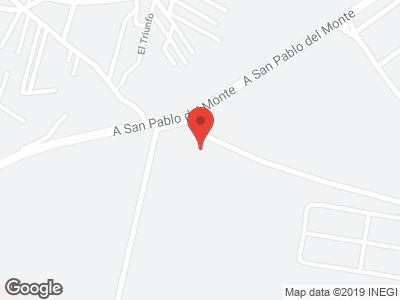 El Triunfo
A San Pablo del Monte
A San Pablo del Monte
Google
Map data ©2019 INEGI